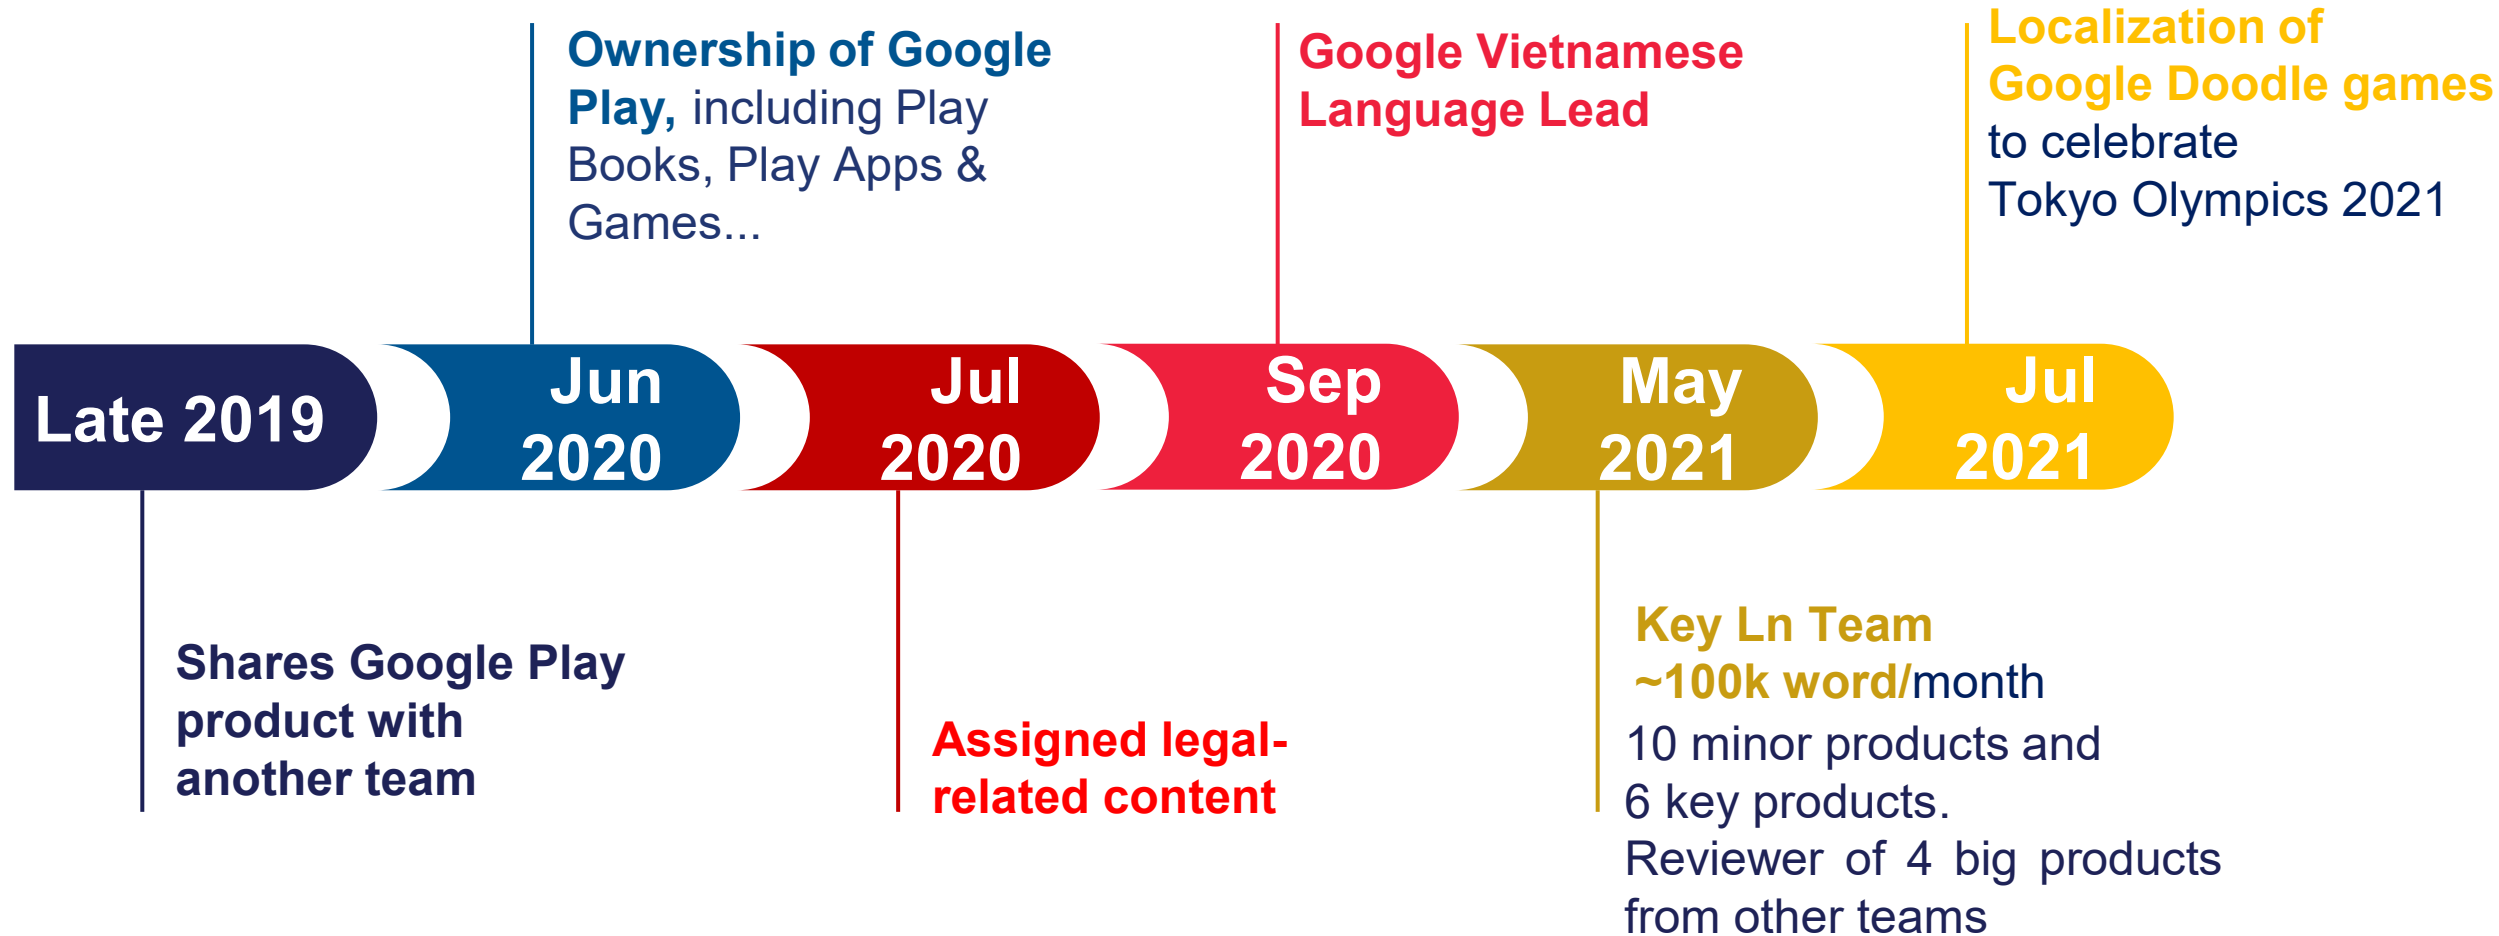 Ownership of Google
Play, including Play
Books, Play Apps &
Games...
Google Vietnamese
Language Lead
Localization of
Google Doodle games
to celebrate
Tokyo Olympics 2021
Late 2019
Jun
2020
Jul
2020
Sep
2020
May
2021
Jul
2021
Shares Google Play
product with
another team
Assigned legal-
related content
Key Ln Team
~100k word/month
10 minor products and
6 key products.
Reviewer of 4 big products
from other teams